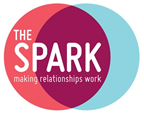 THE
SPARK
making relationships work